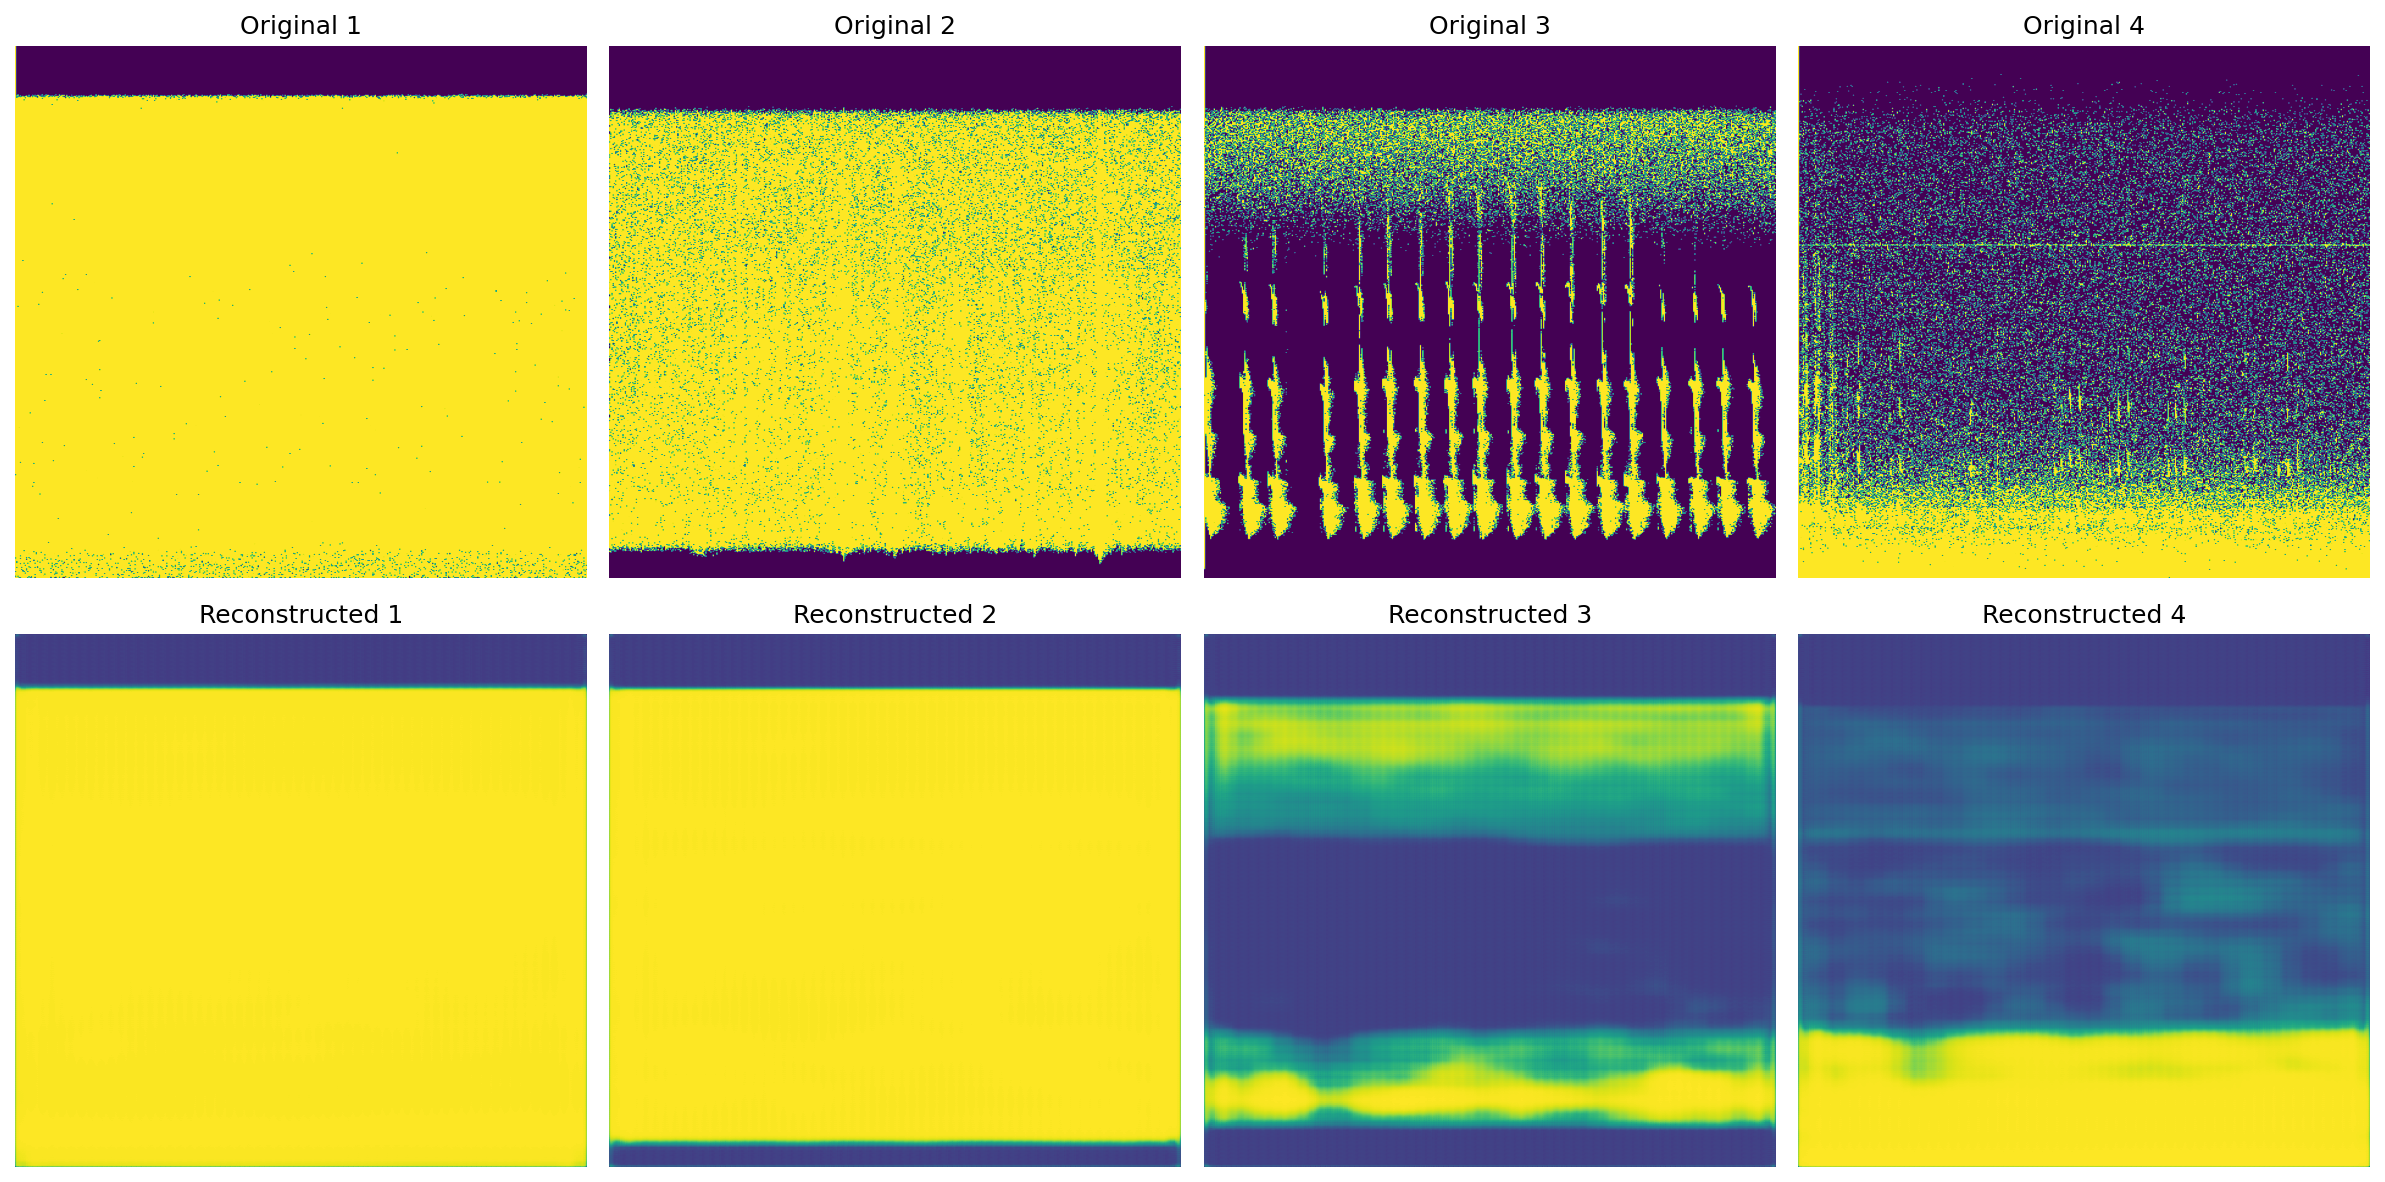 Original 1
Original 2
Original 3
Original 4
Reconstructed 1
Reconstructed 2
Reconstructed 3
Reconstructed 4